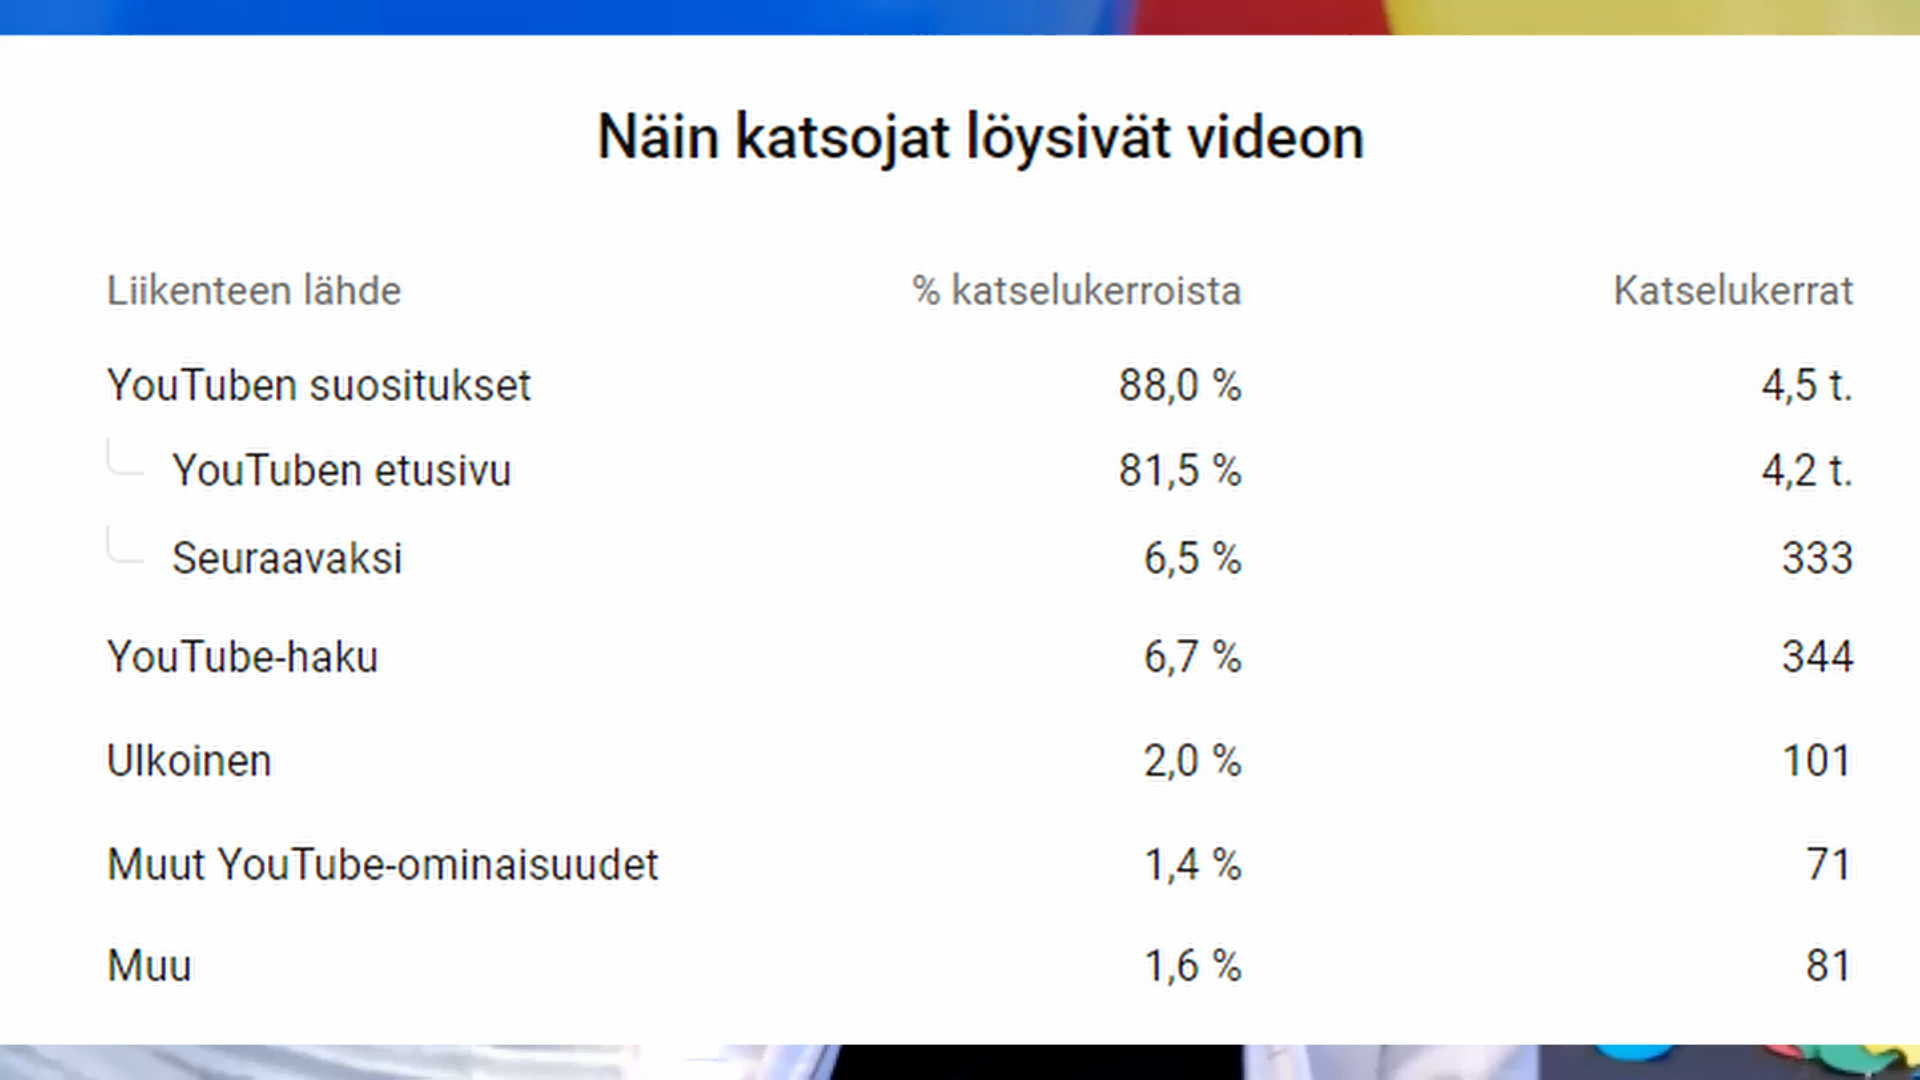 Näin katsojat löysivät videon
Liikenteen lähde % katselukerroista Katselukerrat
YouTuben suositukset 88,0 % 4,5 t.
YouTuben etusivu 81,5 % 4,2 t.
Seuraavaksi 6,5 % 333
YouTube-haku 6,7 % 344
Ulkoinen 2,0 % 101
Muut YouTube-ominaisuudet 1,4 % 71
Muu 1,6 % 81